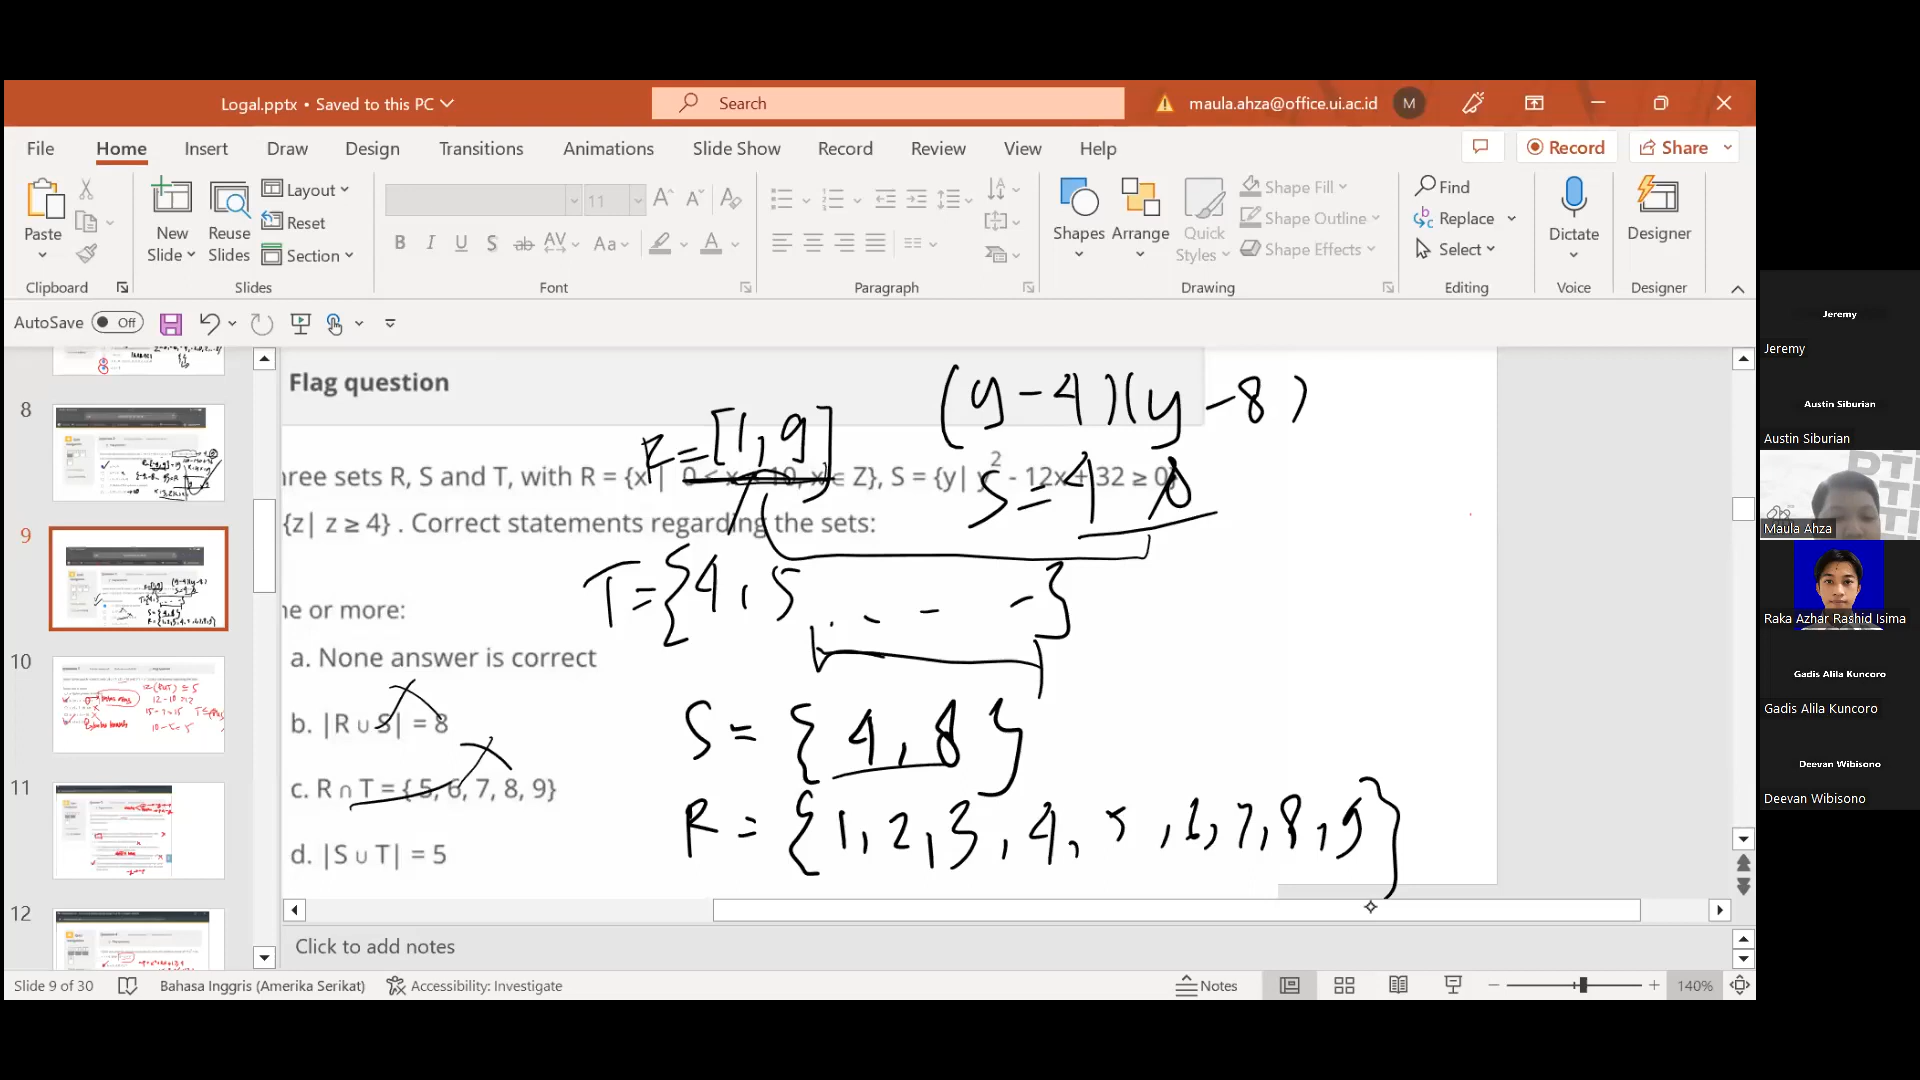 Logal.pptx • Saved to this PC
Search
maula.ahza@office.ui.ac.id
M
File Home Insert Draw Design Transitions Animations Slide Show Record Review View Help
Record
Share
Paste
New Slide
Reuse Slides
Layout
Reset
Section
11
B I U S ab AV Aa A
Shapes
Arrange
Quick Styles
Shape Fill
Shape Outline
Shape Effects
Find
Replace
Select
Dictate
Designer
Clipboard Slides Font Paragraph Drawing Editing Voice Designer
AutoSave Off
8
9
10
11
12
Flag question
(y-4)(y-8)
R=[1,9]
hree sets R, S and T, with R = {x | 0 < x < 10, x ∈ Z}, S = {y| y² - 12x + 32 ≥ 0}
S = 4 8
{z| z ≥ 4} . Correct statements regarding the sets:
T={4,5 ... - -}
ne or more:
a. None answer is correct
b. |R ∪ S| = 8
S = {4,8}
c. R ∩ T = { 5, 6, 7, 8, 9}
R = {1,2,3,4,5,6,7,8,9}
d. |S ∪ T| = 5
Click to add notes
Slide 9 of 30
Bahasa Inggris (Amerika Serikat)
Accessibility: Investigate
Notes
140%
Jeremy
Jeremy
Austin Siburian
Austin Siburian
Maula Ahza
Raka Azhar Rashid Isima
Gadis Alila Kuncoro
Gadis Alila Kuncoro
Deevan Wibisono
Deevan Wibisono